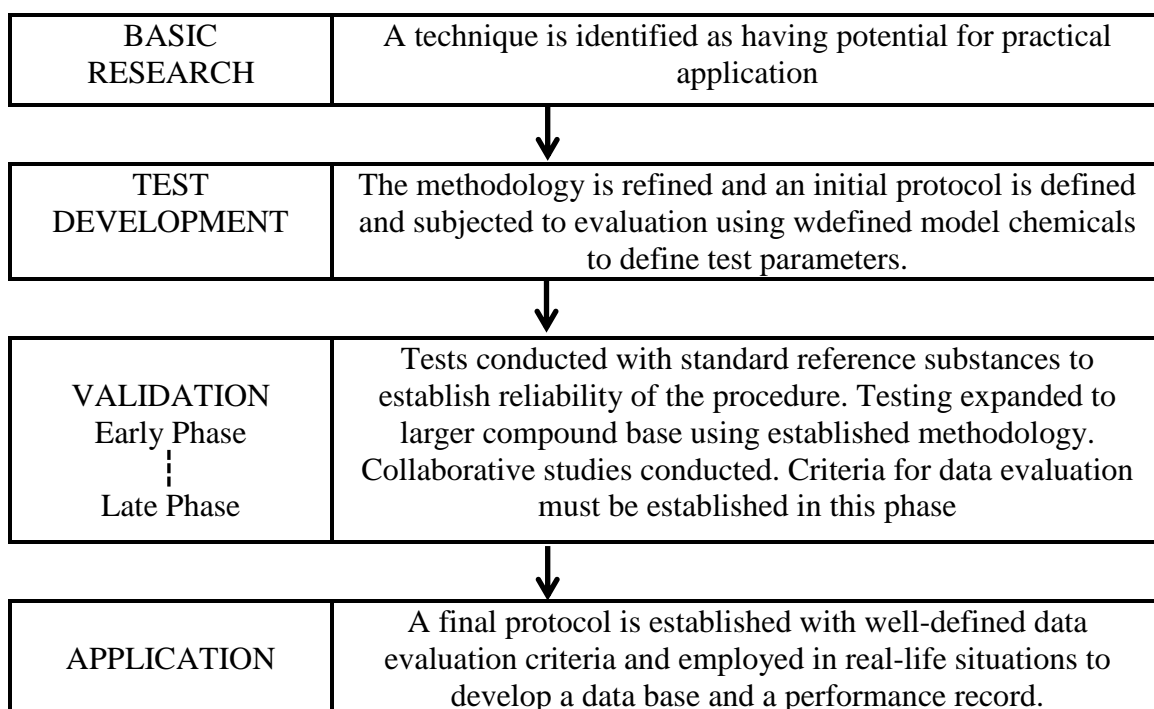 BASIC
RESEARCH
A technique is identified as having potential for practical
application
TEST
DEVELOPMENT
The methodology is refined and an initial protocol is defined
and subjected to evaluation using wdefined model chemicals
to define test parameters.
VALIDATION
Early Phase
Late Phase
Tests conducted with standard reference substances to
establish reliability of the procedure. Testing expanded to
larger compound base using established methodology.
Collaborative studies conducted. Criteria for data evaluation
must be established in this phase
APPLICATION
A final protocol is established with well-defined data
evaluation criteria and employed in real-life situations to
develop a data base and a performance record.